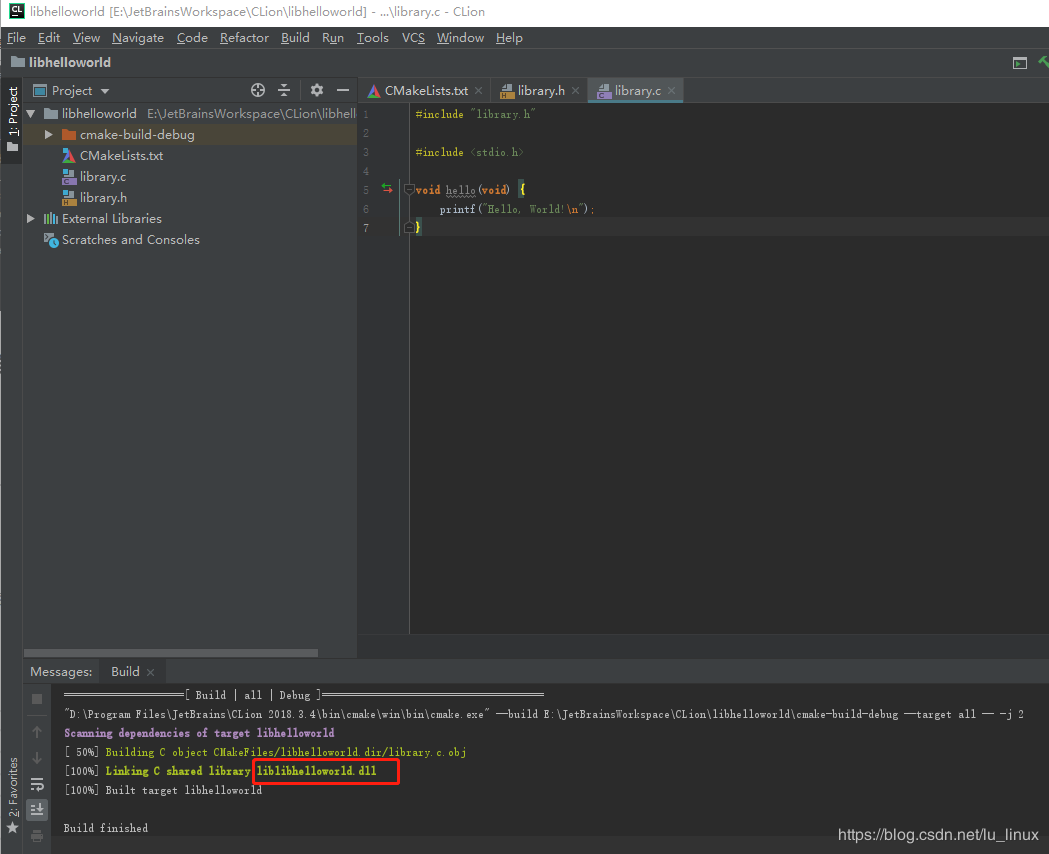 CL libhelloworld [E:\JetBrainsWorkspace\CLion\libhelloworld] - ...\library.c - CLion
File Edit View Navigate Code Refactor Build Run Tools VCS Window Help
libhelloworld
1: Project
Project
CMakeLists.txt library.h library.c
libhelloworld E:\JetBrainsWorkspace\CLion\libhell
cmake-build-debug
CMakeLists.txt
library.c
library.h
External Libraries
Scratches and Consoles
1 #include "library.h"
2
3 #include <stdio.h>
4
5 void hello(void) {
6 printf("Hello, World!\n");
7 }
Messages: Build
2: Favorites
====================[ Build | all | Debug ]=====================================
"D:\Program Files\JetBrains\CLion 2018.3.4\bin\cmake\win\bin\cmake.exe" --build E:\JetBrainsWorkspace\CLion\libhelloworld\cmake-build-debug --target all -- -j 2
Scanning dependencies of target libhelloworld
[ 50%] Building C object CMakeFiles/libhelloworld.dir/library.c.obj
[100%] Linking C shared library liblibhelloworld.dll
[100%] Built target libhelloworld
Build finished
https://blog.csdn.net/lu_linux